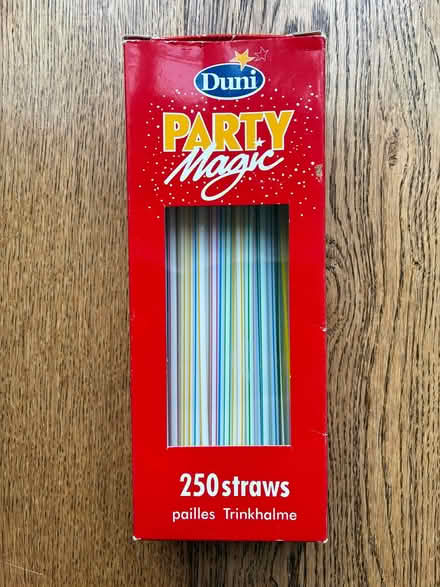 Duni
PARTY
Magic
250 straws
pailles Trinkhalme